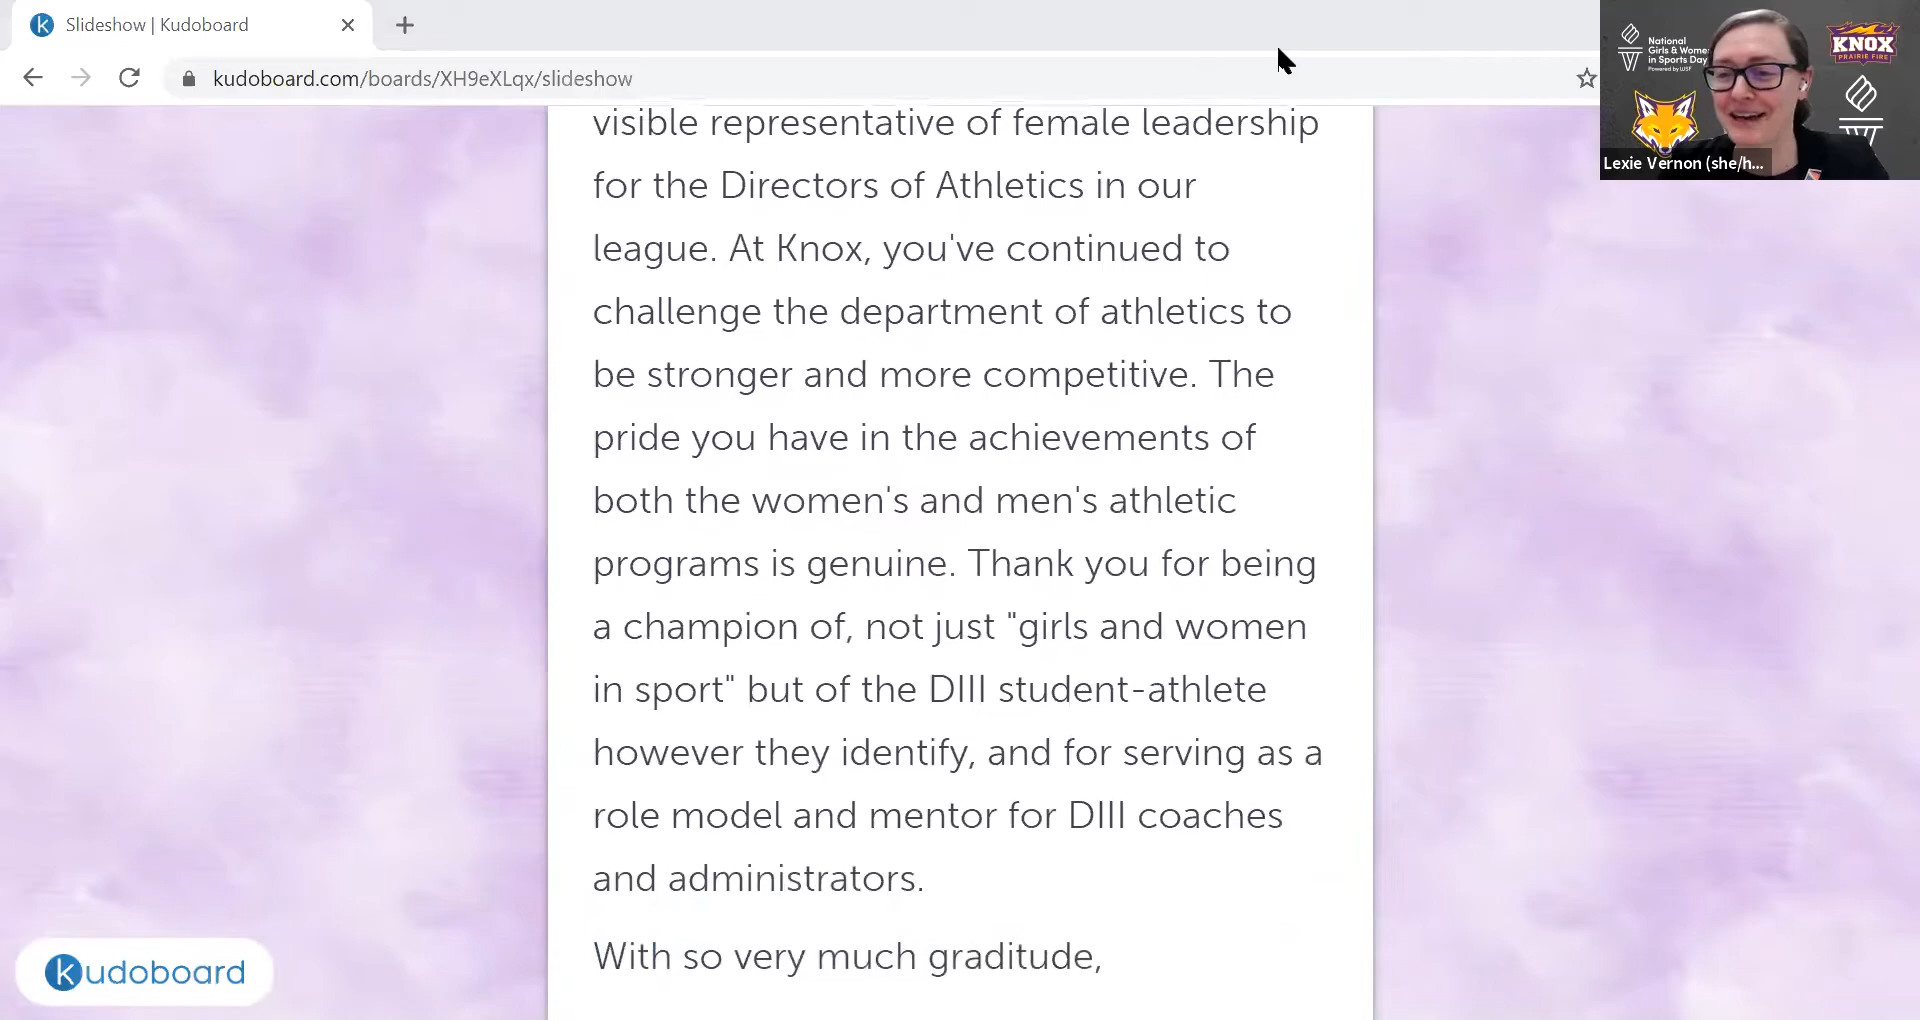 Slideshow | Kudoboard
kudoboard.com/boards/XH9eXLqx/slideshow
National
Girls & Wome
in Sports Day
Powered by WSF
KNOX
PRAIRIE FIRE
Lexie Vernon (she/h...
visible representative of female leadership
for the Directors of Athletics in our
league. At Knox, you've continued to
challenge the department of athletics to
be stronger and more competitive. The
pride you have in the achievements of
both the women's and men's athletic
programs is genuine. Thank you for being
a champion of, not just "girls and women
in sport" but of the DIII student-athlete
however they identify, and for serving as a
role model and mentor for DIII coaches
and administrators.
With so very much graditude,
kudoboard